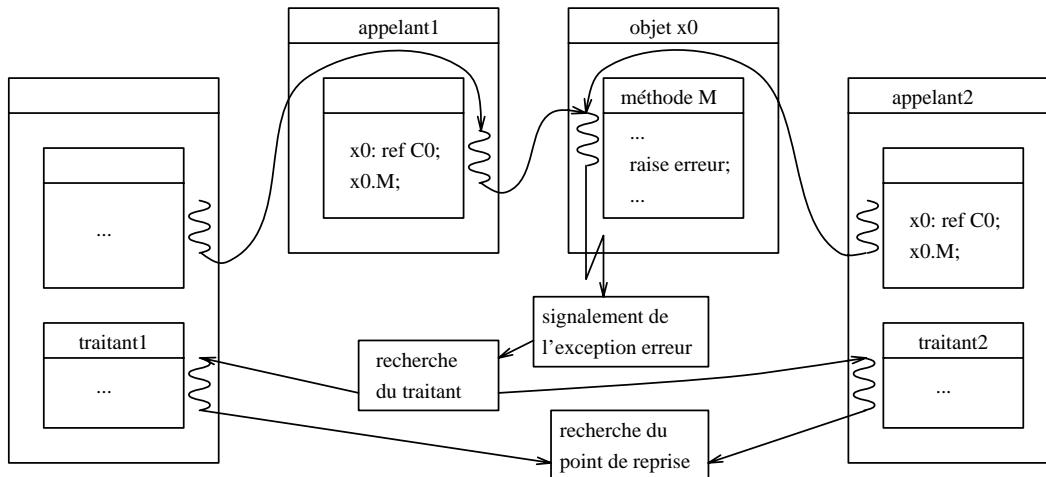 appelant1
objet x0
méthode M
appelant2
x0: ref C0;
x0.M;
...
raise erreur;
...
...
x0: ref C0;
x0.M;
signalement de
l'exception erreur
traitant1
recherche
du traitant
traitant2
...
...
recherche du
point de reprise